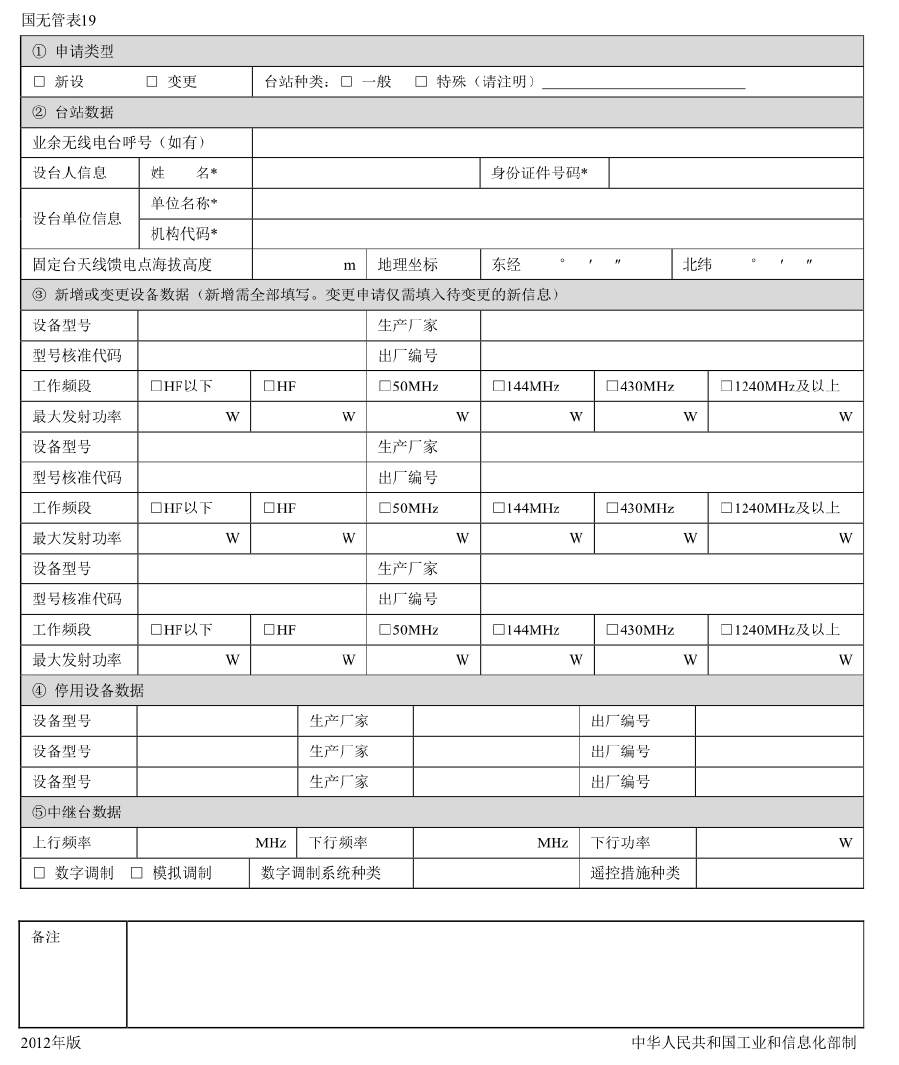 国无管表19
① 申请类型
□ 新设 □ 变更 台站种类：□ 一般 □ 特殊（请注明）
② 台站数据
业余无线电台呼号（如有）
设台人信息 姓 名* 身份证件号码*
设台单位信息 单位名称*
机构代码*
固定台天线馈电点海拔高度 m 地理坐标 东经 ° ′ ″ 北纬 ° ′ ″
③ 新增或变更设备数据（新增需全部填写。变更申请仅需填入待变更的新信息）
设备型号 生产厂家
型号核准代码 出厂编号
工作频段 □HF以下 □HF □50MHz □144MHz □430MHz □1240MHz及以上
最大发射功率 W W W W W W
设备型号 生产厂家
型号核准代码 出厂编号
工作频段 □HF以下 □HF □50MHz □144MHz □430MHz □1240MHz及以上
最大发射功率 W W W W W W
设备型号 生产厂家
型号核准代码 出厂编号
工作频段 □HF以下 □HF □50MHz □144MHz □430MHz □1240MHz及以上
最大发射功率 W W W W W W
④ 停用设备数据
设备型号 生产厂家 出厂编号
设备型号 生产厂家 出厂编号
设备型号 生产厂家 出厂编号
⑤中继台数据
上行频率 MHz 下行频率 MHz 下行功率 W
□ 数字调制 □ 模拟调制 数字调制系统种类 遥控措施种类
备注
2012年版 中华人民共和国工业和信息化部制